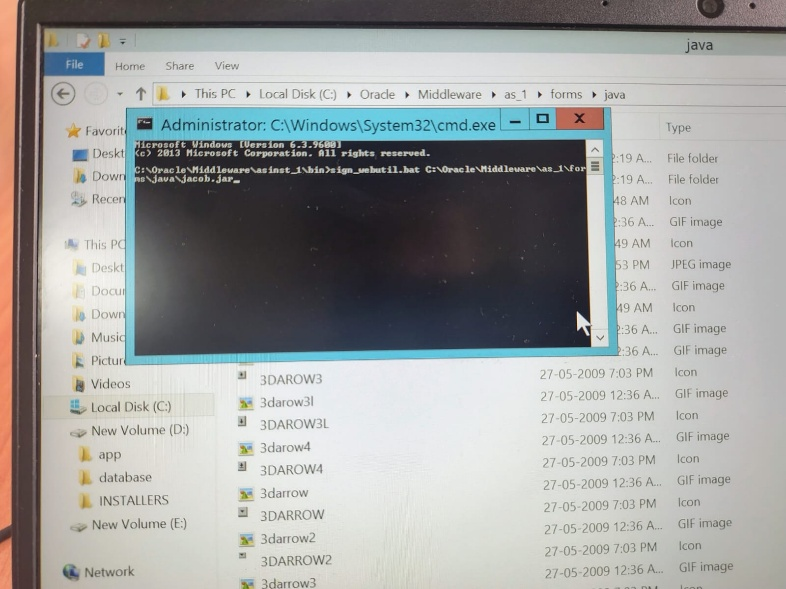 java
File Home Share View
This PC Local Disk (C:) Oracle Middleware as_1 forms java
Administrator: C:\Windows\System32\cmd.exe
Microsoft Windows [Version 6.3.9600]
(c) 2013 Microsoft Corporation. All rights reserved.
C:\Oracle\Middleware\asinst_1\bin>sign_webutil.bat C:\Oracle\Middleware\as_1\for
ms\java\jacob.jar_
Favorit
Deskt
Down
Recen
This PC
Deskt
Docur
Down
Music
Picture
Videos
Local Disk (C:)
New Volume (D:)
app
database
INSTALLERS
New Volume (E:)
Network
Type
2:19 A... File folder
2:19 A... File folder
48 AM Icon
2:36 A... GIF image
49 AM Icon
53 PM JPEG image
2:36 A... GIF image
49 AM Icon
2:36 A... GIF image
2:36 A... GIF image
3DAROW3 27-05-2009 7:03 PM Icon
3darow3l 27-05-2009 12:36 A... GIF image
3DAROW3L 27-05-2009 7:03 PM Icon
3darow4 27-05-2009 12:36 A... GIF image
3DAROW4 27-05-2009 7:03 PM Icon
3darrow 27-05-2009 12:36 A... GIF image
3DARROW 27-05-2009 7:03 PM Icon
3darrow2 27-05-2009 12:36 A... GIF image
3DARROW2 27-05-2009 7:03 PM Icon
3darrow3 27-05-2009 12:36 A... GIF image